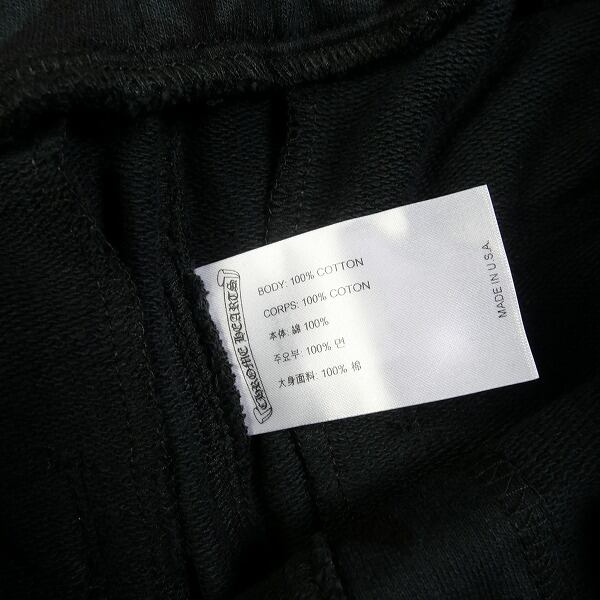 CHROME HEARTS
BODY: 100% COTTON
CORPS: 100% COTON
本体: 綿 100%
주요부: 100% 면
大身面料: 100% 棉
MADE IN U.S.A.